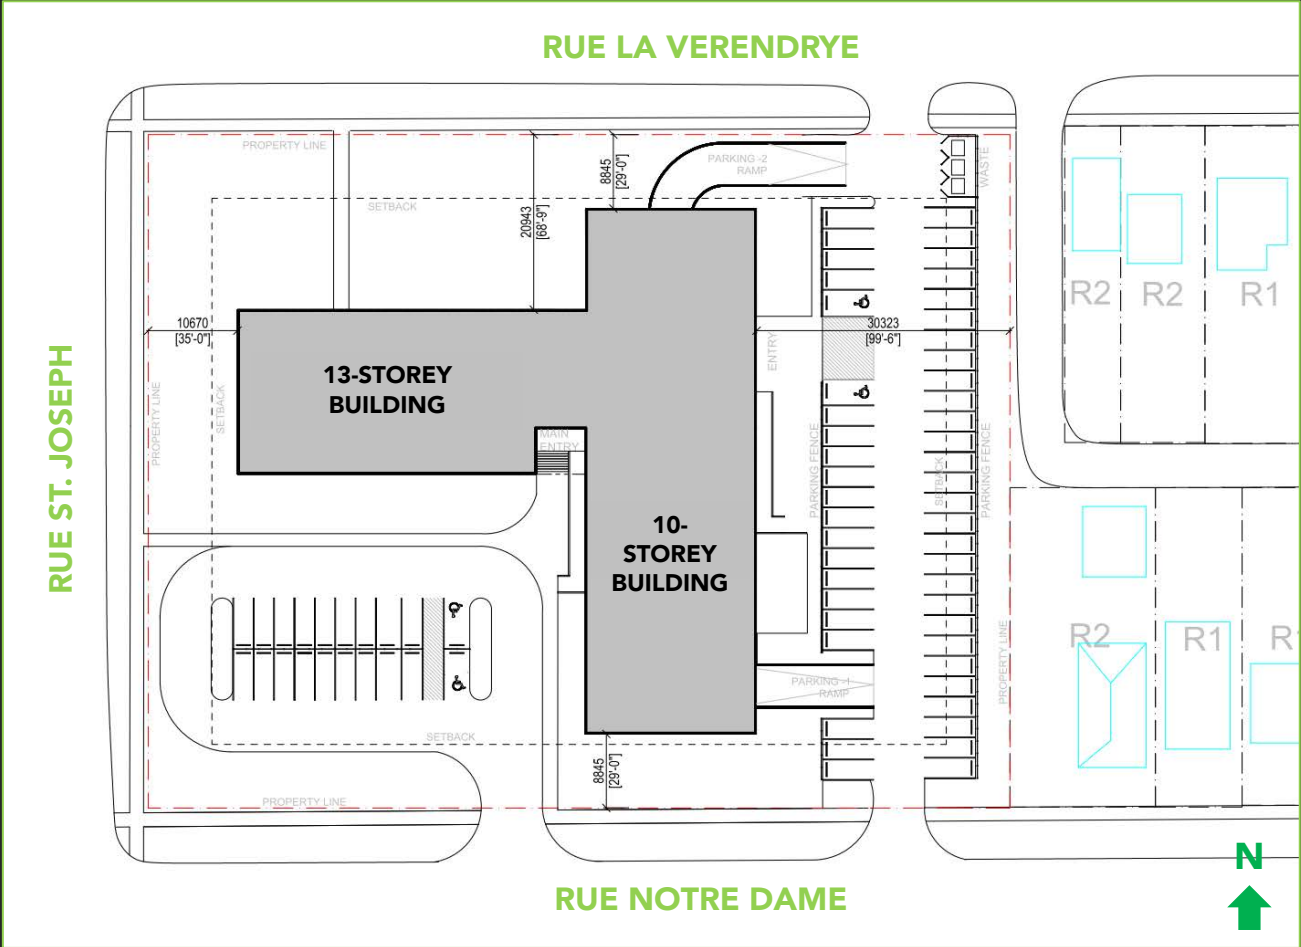 RUE LA VERENDRYE
PROPERTY LINE
SETBACK
8845
[29'-0"]
PARKING -2
RAMP
WASTE
20943
[68'-9"]
R2
R2
R1
10670
[35'-0"]
30323
[99'-6"]
ENTRY
RUE ST. JOSEPH
PROPERTY LINE
SETBACK
13-STOREY
BUILDING
MAIN
ENTRY
PARKING FENCE
SETBACK
PARKING FENCE
10-
STOREY
BUILDING
R2
R1
R1
PROPERTY LINE
PARKING -1
RAMP
SETBACK
8845
[29'-0"]
PROPERTY LINE
RUE NOTRE DAME
N